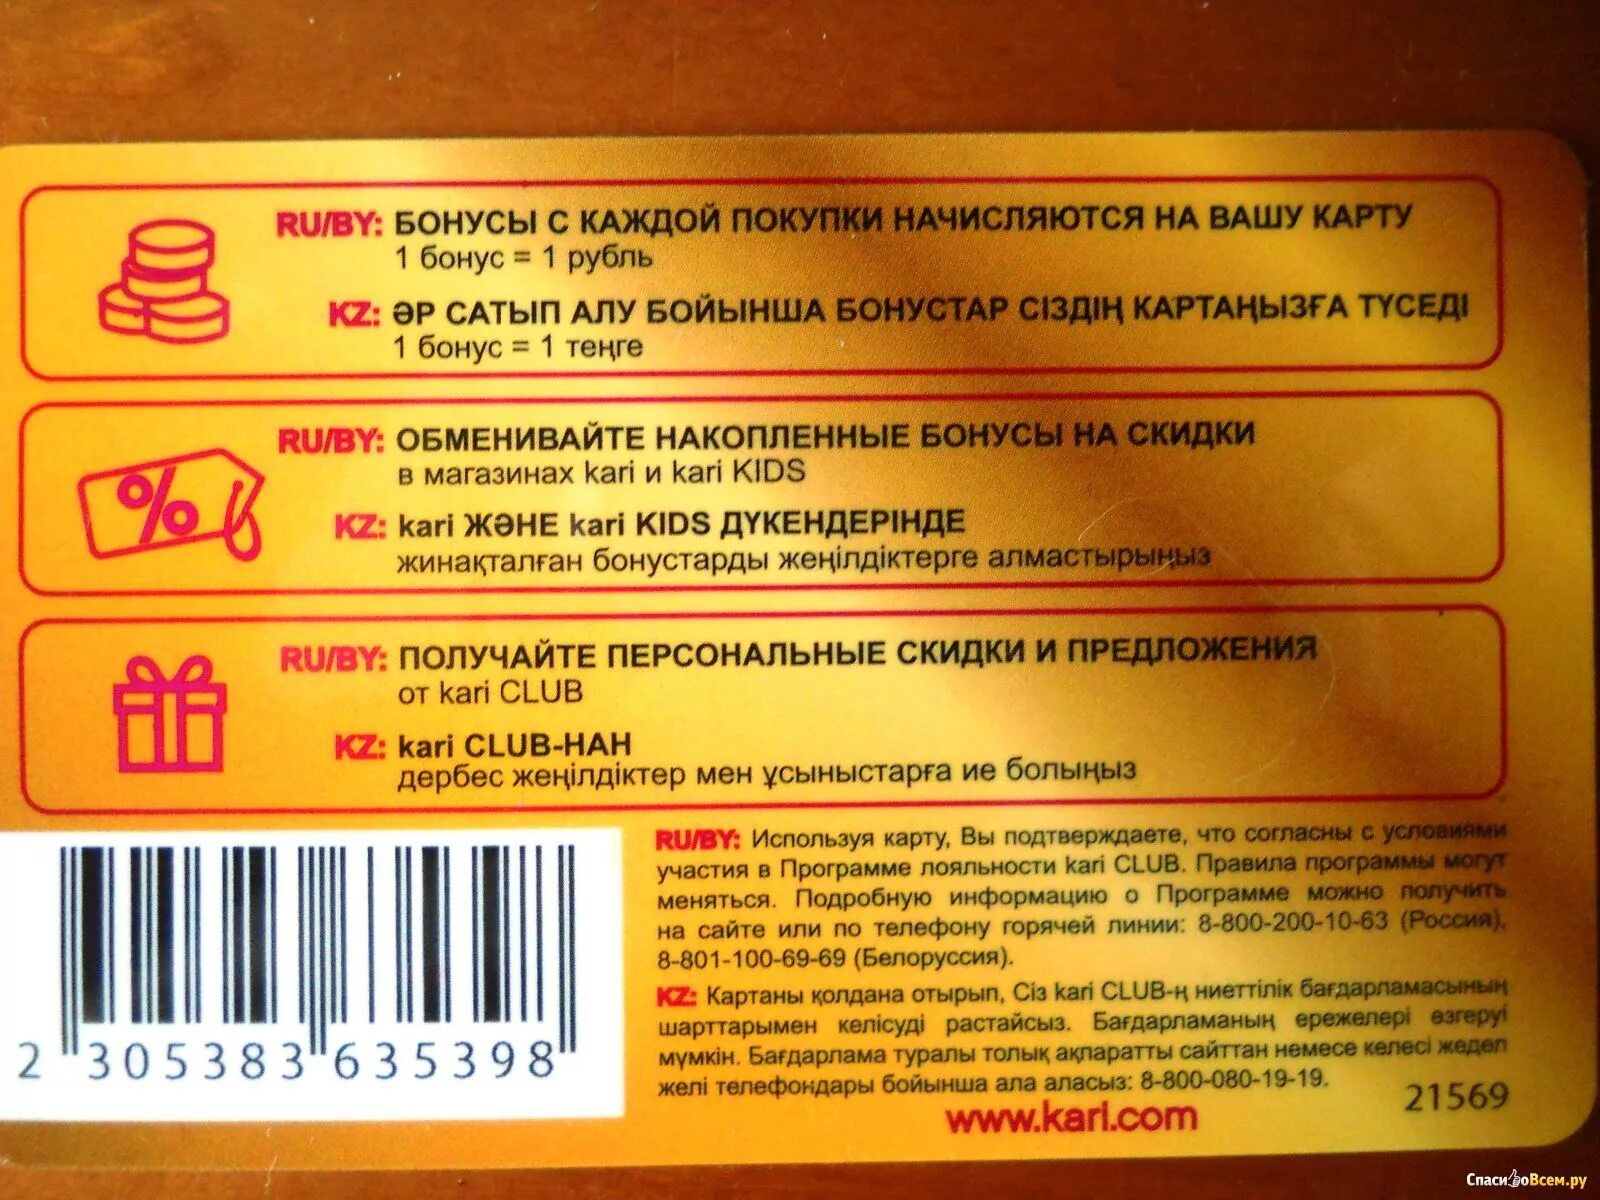 RU/BY: БОНУСЫ С КАЖДОЙ ПОКУПКИ НАЧИСЛЯЮТСЯ НА ВАШУ КАРТУ
1 бонус = 1 рубль
KZ: ӘР САТЫП АЛУ БОЙЫНША БОНУСТАР СІЗДІҢ КАРТАҢЫЗҒА ТҮСЕДІ
1 бонус = 1 теңге
RU/BY: ОБМЕНИВАЙТЕ НАКОПЛЕННЫЕ БОНУСЫ НА СКИДКИ
в магазинах kari и kari KIDS
KZ: kari ЖӘНЕ kari KIDS ДҮКЕНДЕРІНДЕ
жинақталған бонустарды жеңілдіктерге алмастырыңыз
RU/BY: ПОЛУЧАЙТЕ ПЕРСОНАЛЬНЫЕ СКИДКИ И ПРЕДЛОЖЕНИЯ
от kari CLUB
KZ: kari CLUB-НАН
дербес жеңілдіктер мен ұсыныстарға ие болыңыз
RU/BY: Используя карту, Вы подтверждаете, что согласны с условиями
участия в Программе лояльности kari CLUB. Правила программы могут
меняться. Подробную информацию о Программе можно получить
на сайте или по телефону горячей линии: 8-800-200-10-63 (Россия),
8-801-100-69-69 (Белоруссия).
KZ: Картаны қолдана отырып, Сіз kari CLUB-ң ниеттілік бағдарламасының
шарттарымен келісуді растайсыз. Бағдарламаның ережелері өзгеруі
мүмкін. Бағдарлама туралы толық ақпаратты сайттан немесе келесі жедел
желі телефондары бойынша ала аласыз: 8-800-080-19-19.
www.kari.com
21569
2 305383 635398
СпасибоВсем.ру